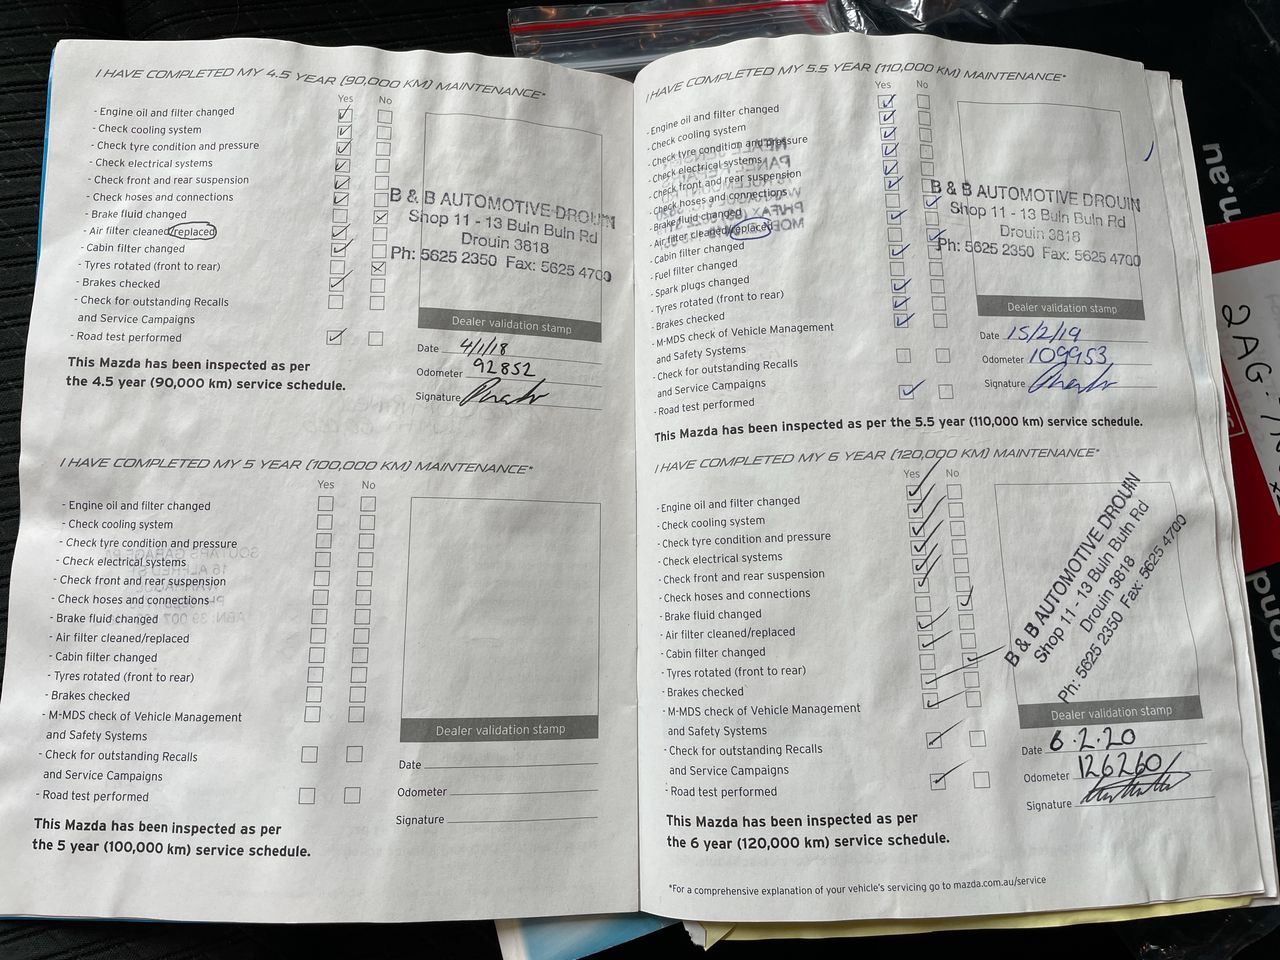 I HAVE COMPLETED MY 4.5 YEAR (90,000 KM) MAINTENANCE*
Yes No
- Engine oil and filter changed
- Check cooling system
- Check tyre condition and pressure
- Check electrical systems
- Check front and rear suspension
- Check hoses and connections
- Brake fluid changed
- Air filter cleaned/replaced
- Cabin filter changed
- Tyres rotated (front to rear)
- Brakes checked
- Check for outstanding Recalls
and Service Campaigns
- Road test performed
This Mazda has been inspected as per
the 4.5 year (90,000 km) service schedule.
B & B AUTOMOTIVE DROUIN
Shop 11 - 13 Buln Buln Rd
Drouin 3818
Ph: 5625 2350 Fax: 5625 4700
Dealer validation stamp
Date 4/1/18
Odometer 92852
Signature
I HAVE COMPLETED MY 5 YEAR (100,000 KM) MAINTENANCE*
Yes No
- Engine oil and filter changed
- Check cooling system
- Check tyre condition and pressure
- Check electrical systems
- Check front and rear suspension
- Check hoses and connections
- Brake fluid changed
- Air filter cleaned/replaced
- Cabin filter changed
- Tyres rotated (front to rear)
- Brakes checked
- M-MDS check of Vehicle Management
and Safety Systems
- Check for outstanding Recalls
and Service Campaigns
- Road test performed
This Mazda has been inspected as per
the 5 year (100,000 km) service schedule.
Dealer validation stamp
Date
Odometer
Signature
I HAVE COMPLETED MY 5.5 YEAR (110,000 KM) MAINTENANCE*
Yes No
- Engine oil and filter changed
- Check cooling system
- Check tyre condition and pressure
- Check electrical systems
- Check front and rear suspension
- Check hoses and connections
- Brake fluid changed
- Air filter cleaned/replaced
- Cabin filter changed
- Fuel filter changed
- Spark plugs changed
- Tyres rotated (front to rear)
- Brakes checked
- M-MDS check of Vehicle Management
and Safety Systems
- Check for outstanding Recalls
and Service Campaigns
- Road test performed
This Mazda has been inspected as per the 5.5 year (110,000 km) service schedule.
B & B AUTOMOTIVE DROUIN
Shop 11 - 13 Buln Buln Rd
Drouin 3818
Ph: 5625 2350 Fax: 5625 4700
Dealer validation stamp
Date 15/2/19
Odometer 109953
Signature
I HAVE COMPLETED MY 6 YEAR (120,000 KM) MAINTENANCE*
Yes No
- Engine oil and filter changed
- Check cooling system
- Check tyre condition and pressure
- Check electrical systems
- Check front and rear suspension
- Check hoses and connections
- Brake fluid changed
- Air filter cleaned/replaced
- Cabin filter changed
- Tyres rotated (front to rear)
- Brakes checked
- M-MDS check of Vehicle Management
and Safety Systems
- Check for outstanding Recalls
and Service Campaigns
- Road test performed
This Mazda has been inspected as per
the 6 year (120,000 km) service schedule.
B & B AUTOMOTIVE DROUIN
Shop 11 - 13 Buln Buln Rd
Drouin 3818
Ph: 5625 2350 Fax: 5625 4700
Dealer validation stamp
Date 6.2.20
Odometer 126260
Signature
*For a comprehensive explanation of your vehicle's servicing go to mazda.com.au/service
2AG